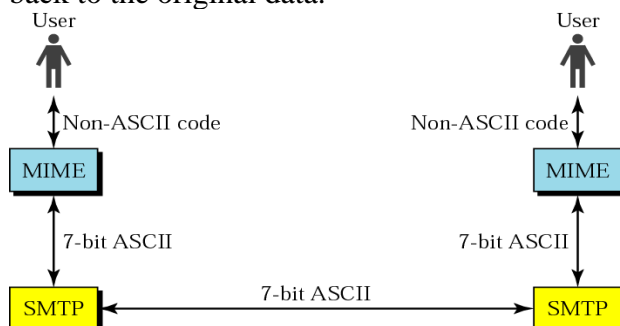 back to the original data.
User User
Non-ASCII code Non-ASCII code
MIME MIME
7-bit ASCII 7-bit ASCII
7-bit ASCII
SMTP SMTP